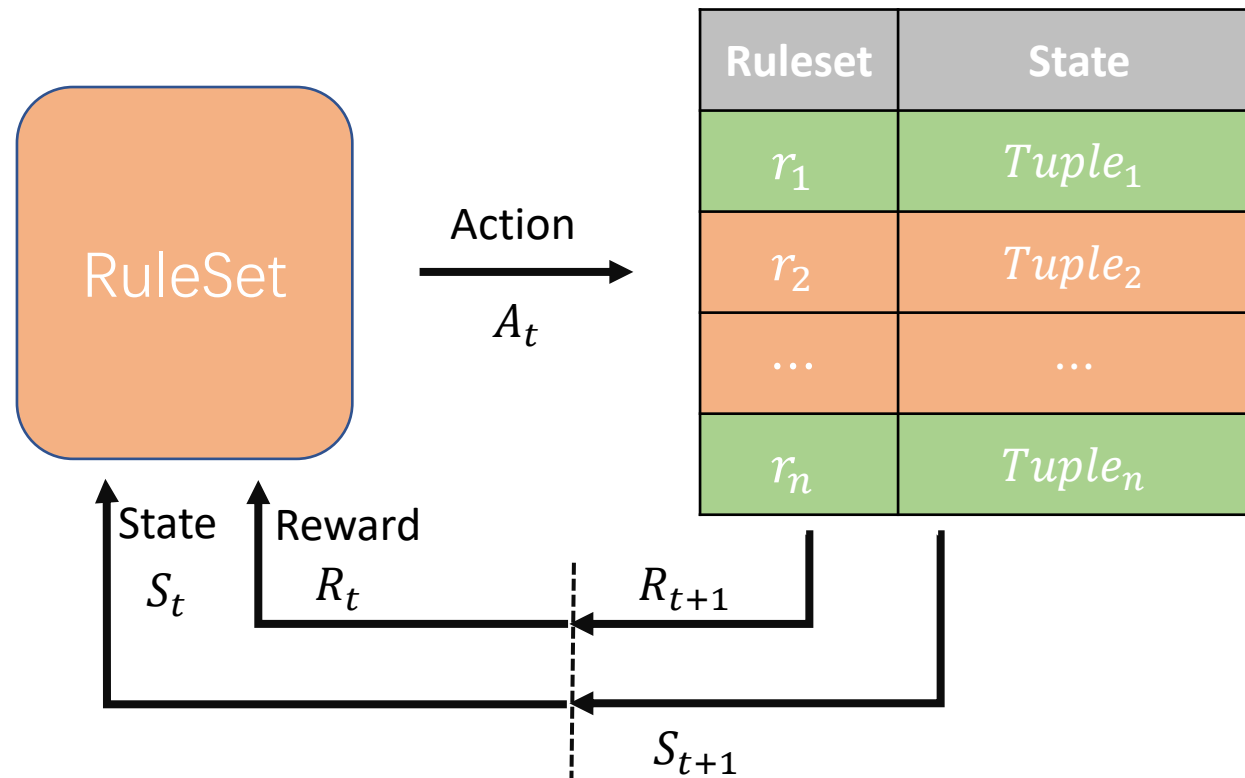 RuleSet
Action
A_t
Ruleset State
r_1 Tuple_1
r_2 Tuple_2
... ...
r_n Tuple_n
State Reward
S_t R_t R_{t+1}
S_{t+1}